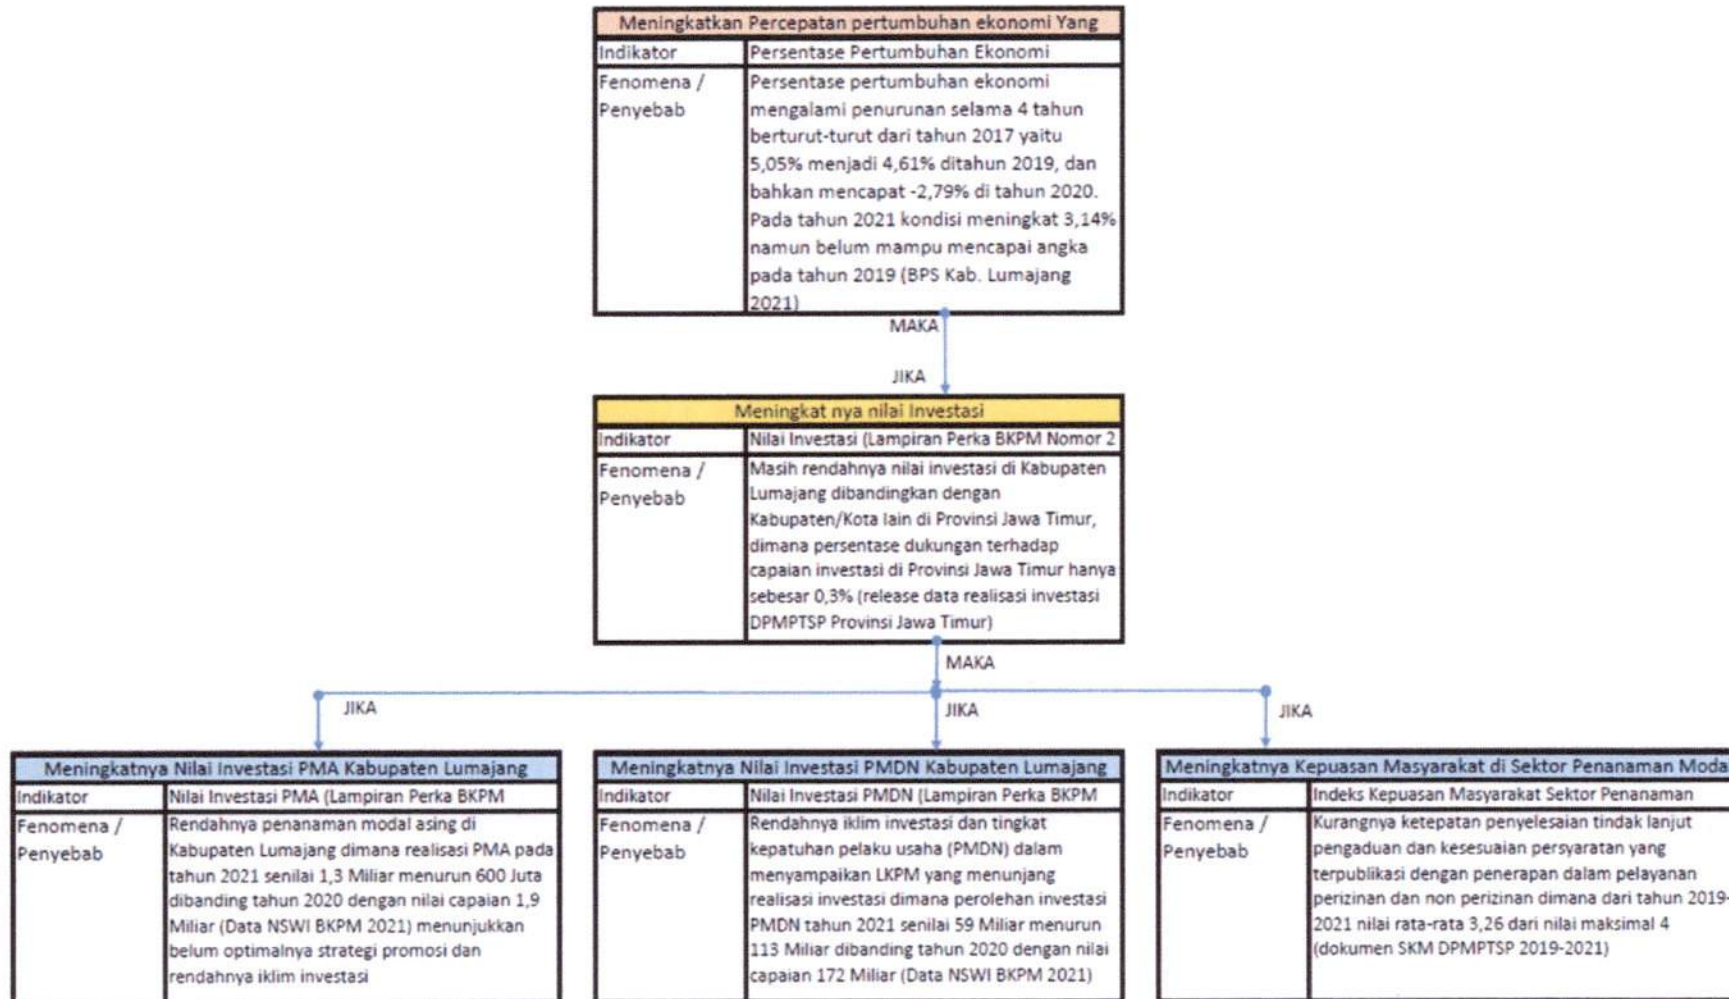 Meningkatkan Percepatan pertumbuhan ekonomi Yang
Indikator
Persentase Pertumbuhan Ekonomi
Fenomena /
Penyebab
Persentase pertumbuhan ekonomi
mengalami penurunan selama 4 tahun
berturut-turut dari tahun 2017 yaitu
5,05% menjadi 4,61% ditahun 2019, dan
bahkan mencapat -2,79% di tahun 2020.
Pada tahun 2021 kondisi meningkat 3,14%
namun belum mampu mencapai angka
pada tahun 2019 (BPS Kab. Lumajang
2021)
MAKA
JIKA
Meningkat nya nilai Investasi
Indikator
Nilai Investasi (Lampiran Perka BKPM Nomor 2
Fenomena /
Penyebab
Masih rendahnya nilai investasi di Kabupaten
Lumajang dibandingkan dengan
Kabupaten/Kota lain di Provinsi Jawa Timur,
dimana persentase dukungan terhadap
capaian investasi di Provinsi Jawa Timur hanya
sebesar 0,3% (release data realisasi investasi
DPMPTSP Provinsi Jawa Timur)
MAKA
JIKA
JIKA
JIKA
Meningkatnya Nilai Investasi PMA Kabupaten Lumajang
Indikator
Nilai Investasi PMA (Lampiran Perka BKPM
Fenomena /
Penyebab
Rendahnya penanaman modal asing di
Kabupaten Lumajang dimana realisasi PMA pada
tahun 2021 senilai 1,3 Miliar menurun 600 Juta
dibanding tahun 2020 dengan nilai capaian 1,9
Miliar (Data NSWI BKPM 2021) menunjukkan
belum optimalnya strategi promosi dan
rendahnya iklim investasi
Meningkatnya Nilai Investasi PMDN Kabupaten Lumajang
Indikator
Nilai Investasi PMDN (Lampiran Perka BKPM
Fenomena /
Penyebab
Rendahnya iklim investasi dan tingkat
kepatuhan pelaku usaha (PMDN) dalam
menyampaikan LKPM yang menunjang
realisasi investasi dimana perolehan investasi
PMDN tahun 2021 senilai 59 Miliar menurun
113 Miliar dibanding tahun 2020 dengan nilai
capaian 172 Miliar (Data NSWI BKPM 2021)
Meningkatnya Kepuasan Masyarakat di Sektor Penanaman Moda
Indikator
Indeks Kepuasan Masyarakat Sektor Penanaman
Fenomena /
Penyebab
Kurangnya ketepatan penyelesaian tindak lanjut
pengaduan dan kesesuaian persyaratan yang
terpublikasi dengan penerapan dalam pelayanan
perizinan dan non perizinan dimana dari tahun 2019-
2021 nilai rata-rata 3,26 dari nilai maksimal 4
(dokumen SKM DPMPTSP 2019-2021)